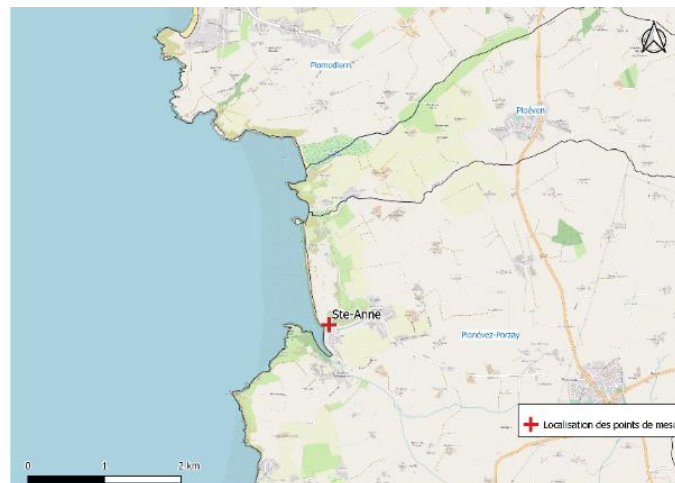 Plomodiern
Ploéven
Ste-Anne
Plonévez-Porzay
Localisation des points de mesu
0 1 2 km